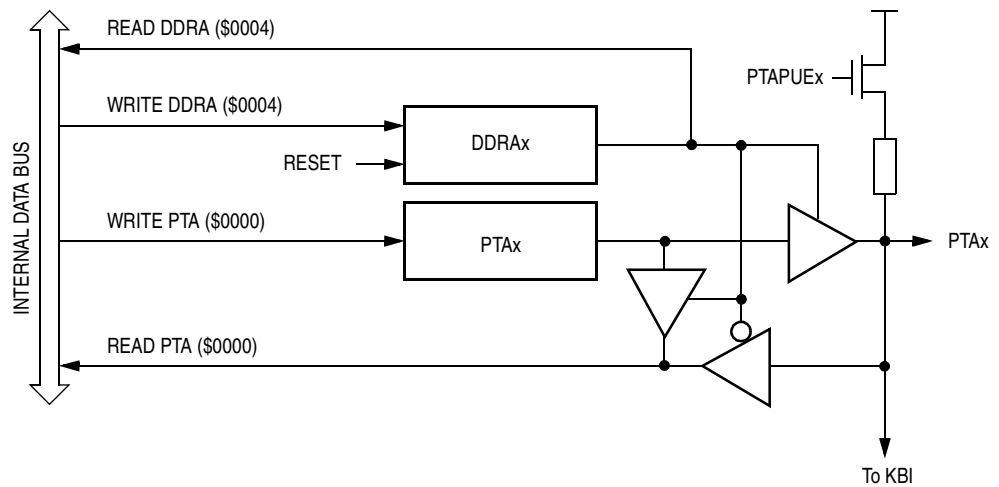 READ DDRA ($0004)
PTAPUEx
WRITE DDRA ($0004)
DDRAx
RESET
INTERNAL DATA BUS
WRITE PTA ($0000)
PTAx
PTAx
READ PTA ($0000)
To KBI